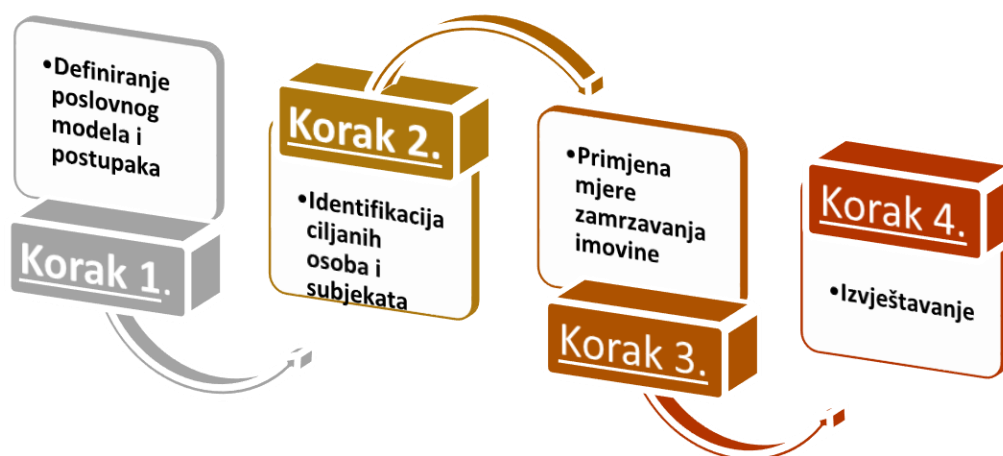 •Definiranje
poslovnog
modela i
postupaka
Korak 1.
Korak 2.
•Identifikacija
ciljanih
osoba i
subjekata
•Primjena
mjere
zamrzavanja
imovine
Korak 3.
Korak 4.
•Izvještavanje